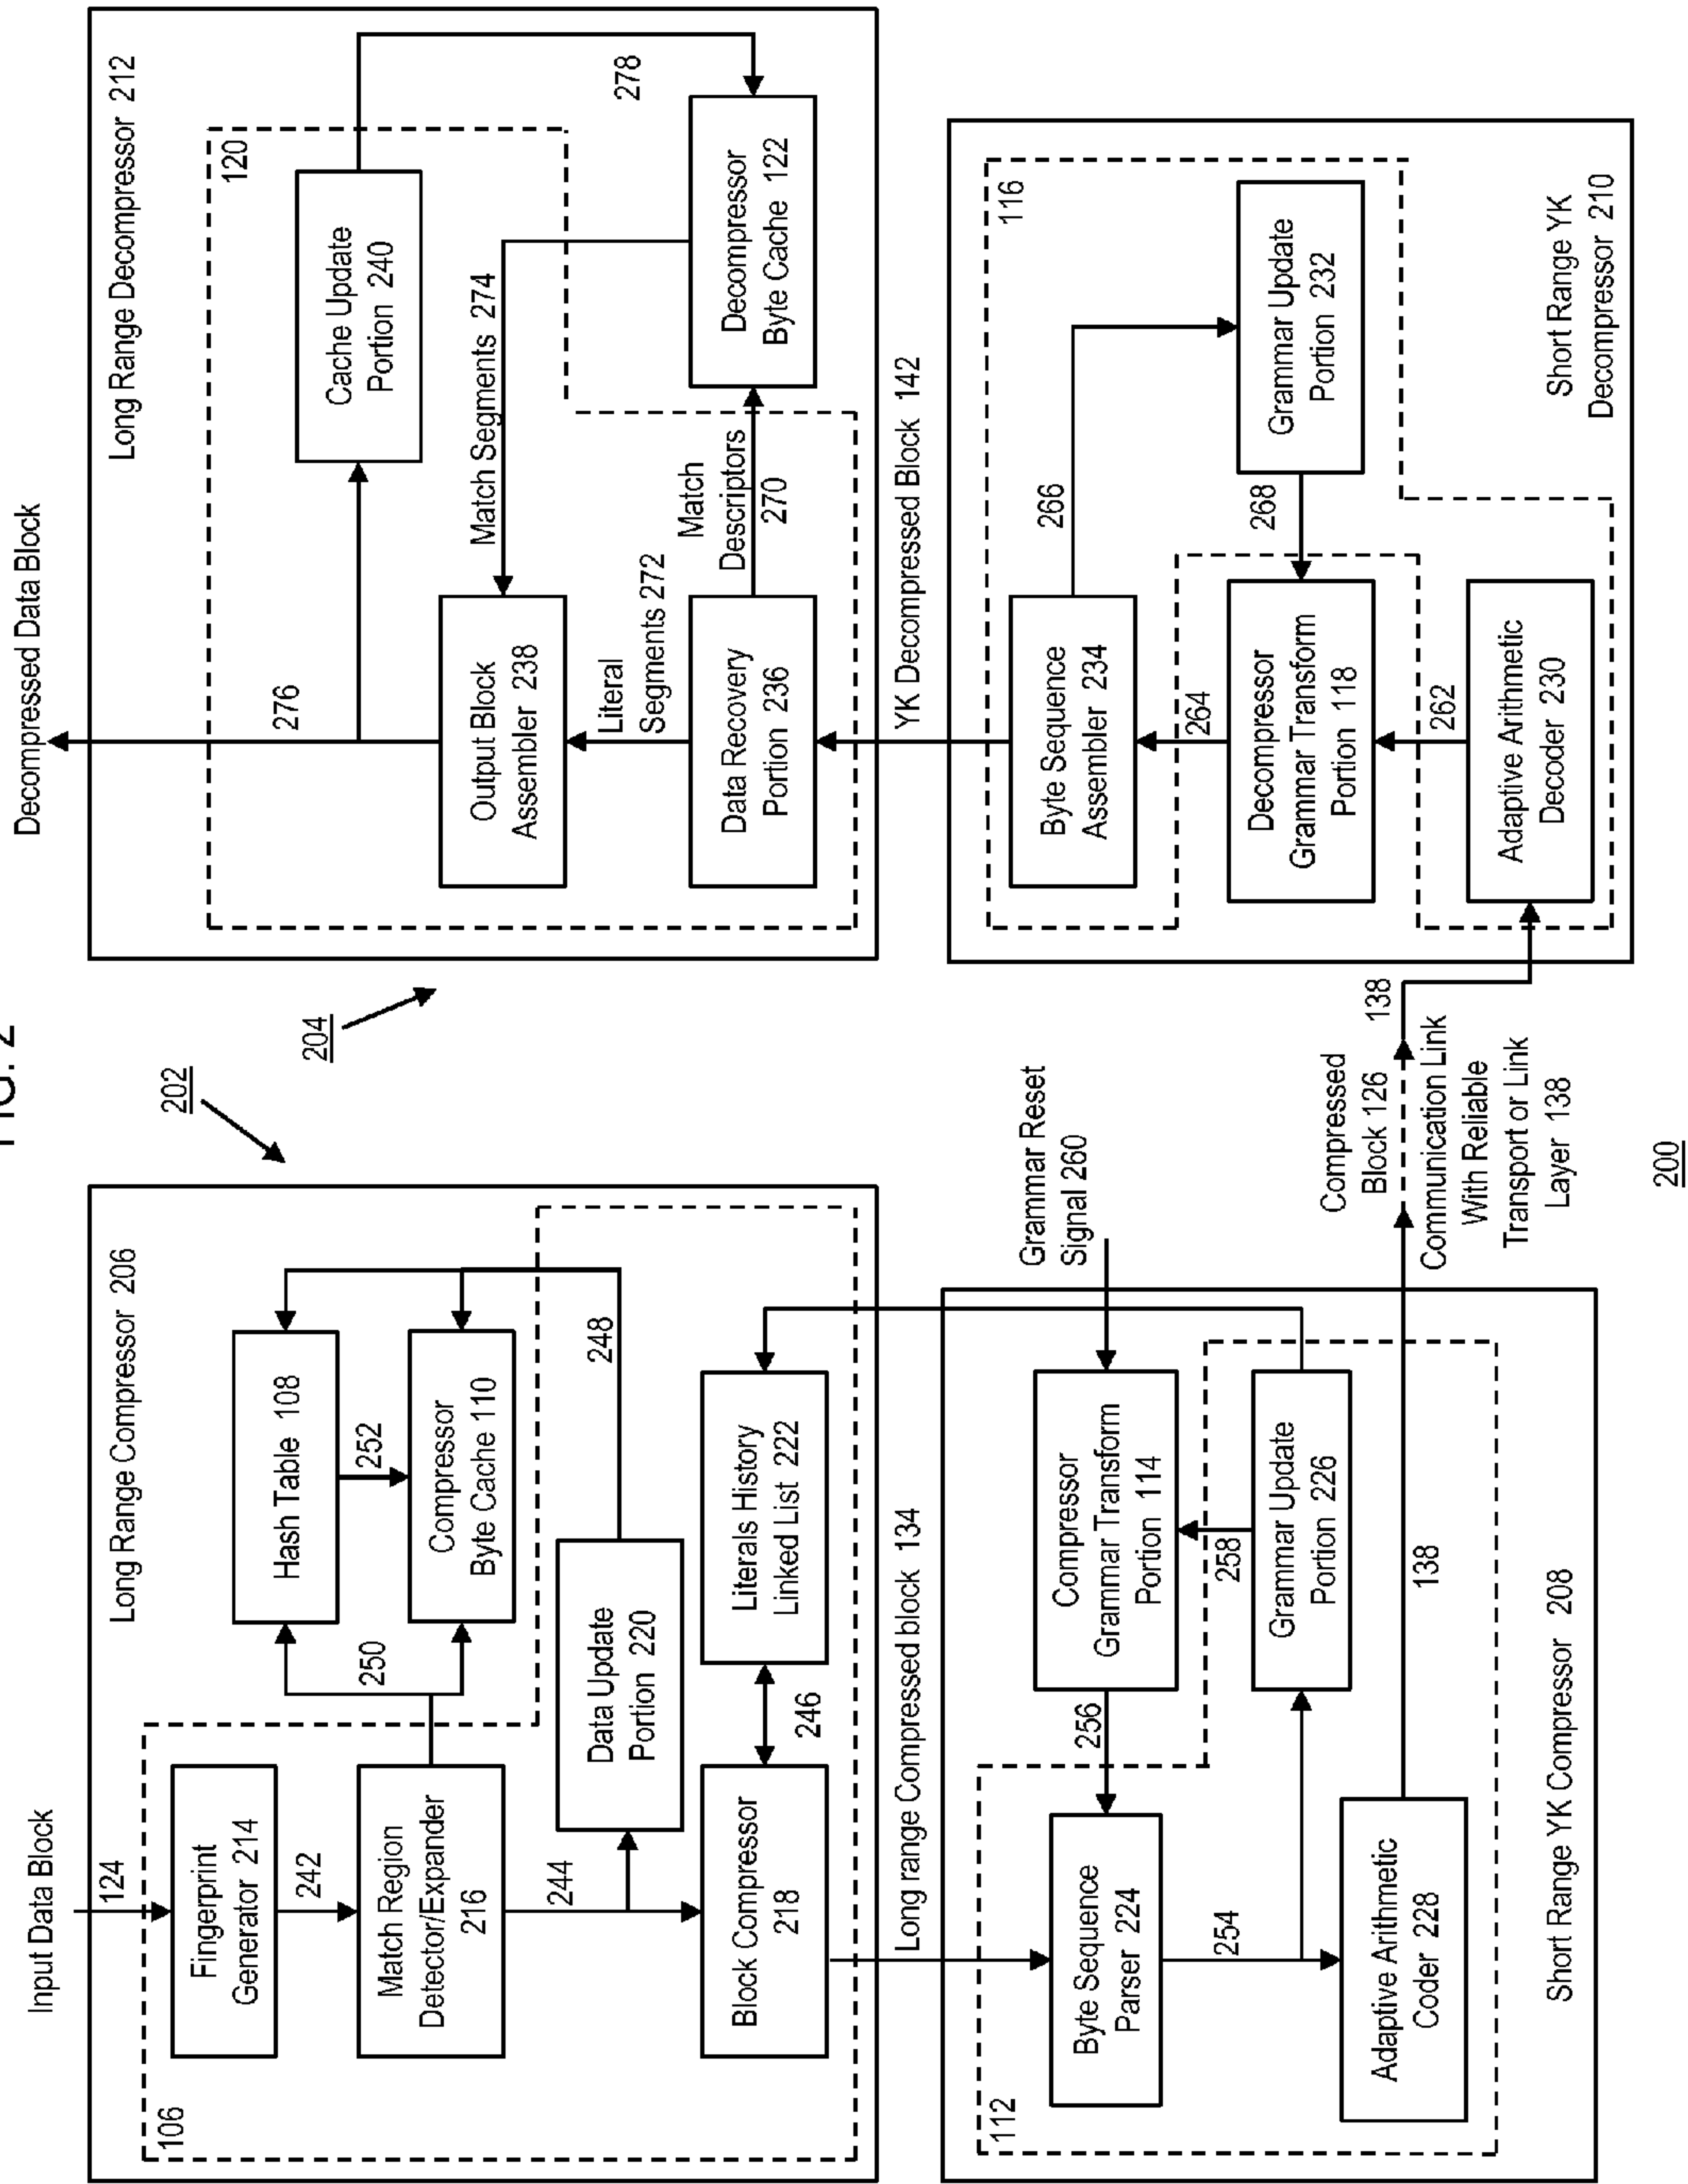 FIG. 2
Input Data Block
124
Long Range Compressor 206
106
Fingerprint
Generator 214
242
Match Region
Detector/Expander
216
250
Hash Table 108
252
Compressor
Byte Cache 110
244
Data Update
Portion 220
248
Block Compressor
218
246
Literals History
Linked List 222
Long range Compressed block 134
112
Byte Sequence
Parser 224
256
Compressor
Grammar Transform
Portion 114
Grammar Reset
Signal 260
258
254
Grammar Update
Portion 226
Adaptive Arithmetic
Coder 228
138
Short Range YK Compressor 208
202
204
Compressed
Block 126
138
Communication Link
With Reliable
Transport or Link
Layer 138
200
Decompressed Data Block
Long Range Decompressor 212
120
276
Cache Update
Portion 240
278
Output Block
Assembler 238
Match Segments 274
Literal
Segments 272
Match
Descriptors
270
Data Recovery
Portion 236
Decompressor
Byte Cache 122
YK Decompressed Block 142
116
Byte Sequence
Assembler 234
266
264
268
Grammar Update
Portion 232
Decompressor
Grammar Transform
Portion 118
262
Adaptive Arithmetic
Decoder 230
Short Range YK
Decompressor 210